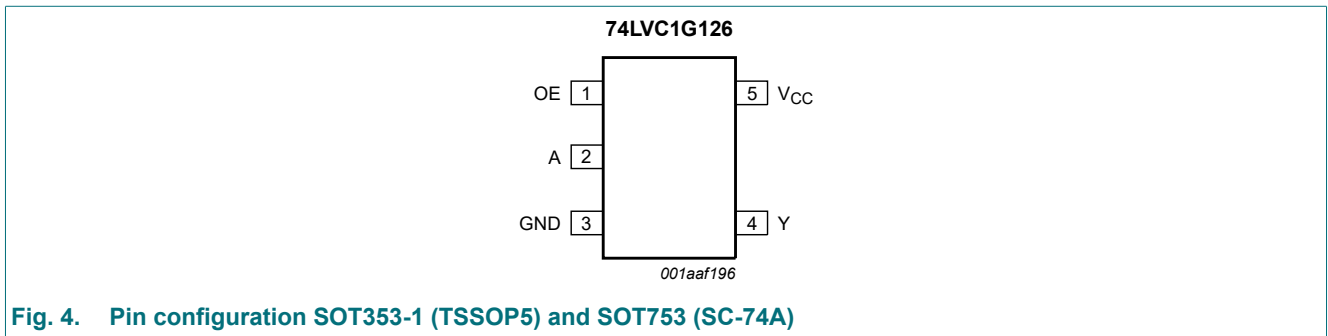 74LVC1G126
OE 1 5 VCC
A 2
GND 3 4 Y
001aaf196
Fig. 4. Pin configuration SOT353-1 (TSSOP5) and SOT753 (SC-74A)